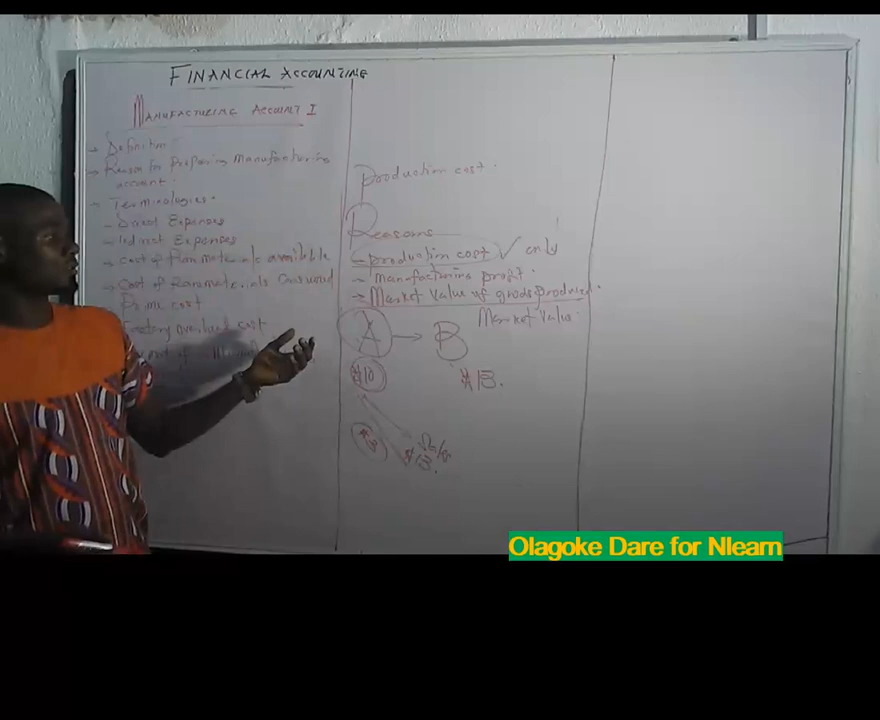 FINANCIAL ACCOUNTING
MANUFACTURING ACCOUNT I
→ Definition
→ Reason for Preparing Manufacturing
account.
→ Terminologies.
→ Direct Expenses
→ Indirect Expenses
→ Cost of Raw materials available
→ Cost of Raw materials Consumed
Prime cost
Factory overhead cost
Production cost.
Reasons
→ production cost ✓ only
→ manufacturing profit.
→ Market Value of goods produced.
Market Value.
A → B
10
13.
Olagoke Dare for Nlearn